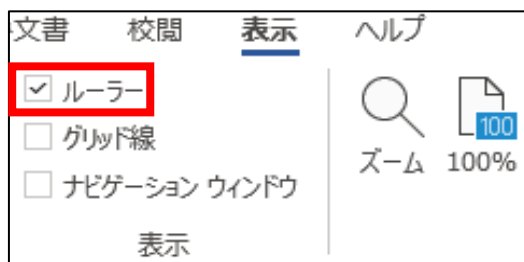 文書 校閲 表示 ヘルプ
ルーラー
グリッド線
ナビゲーション ウィンドウ
表示
100
ズーム 100%